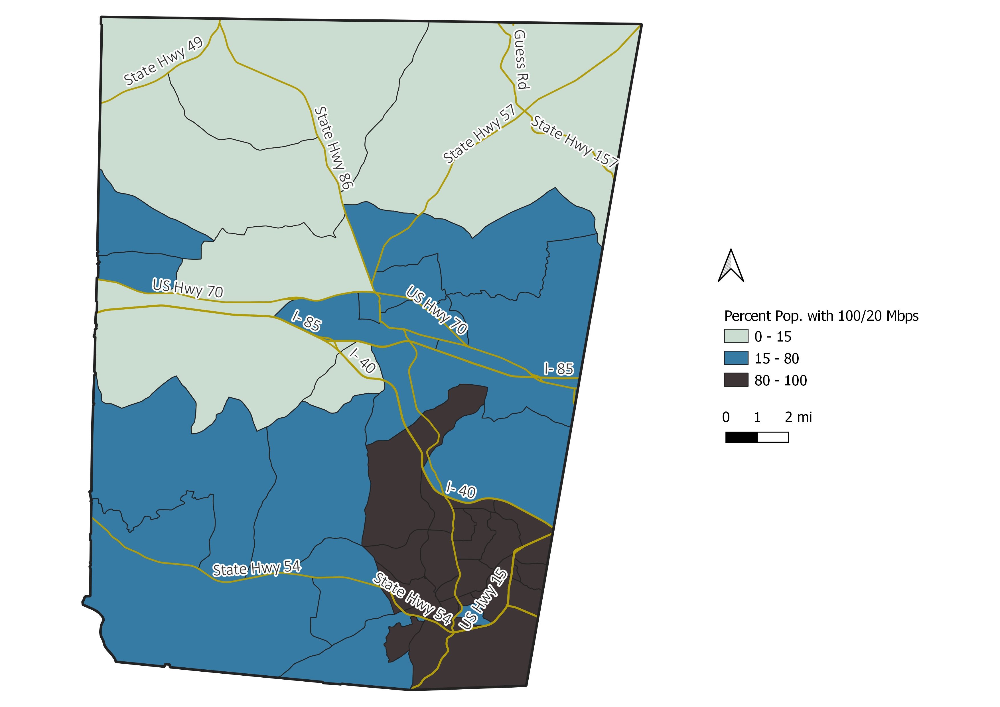 State Hwy 49
Guess Rd
State Hwy 86
State Hwy 57
State Hwy 157
US Hwy 70
US Hwy 70
I- 85
I- 40
I- 85
I- 40
State Hwy 54
State Hwy 54
US Hwy 15
Percent Pop. with 100/20 Mbps
0 - 15
15 - 80
80 - 100
0 1 2 mi